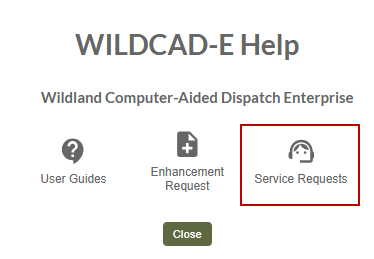 WILDCAD-E Help
Wildland Computer-Aided Dispatch Enterprise
User Guides
Enhancement
Request
Service Requests
Close